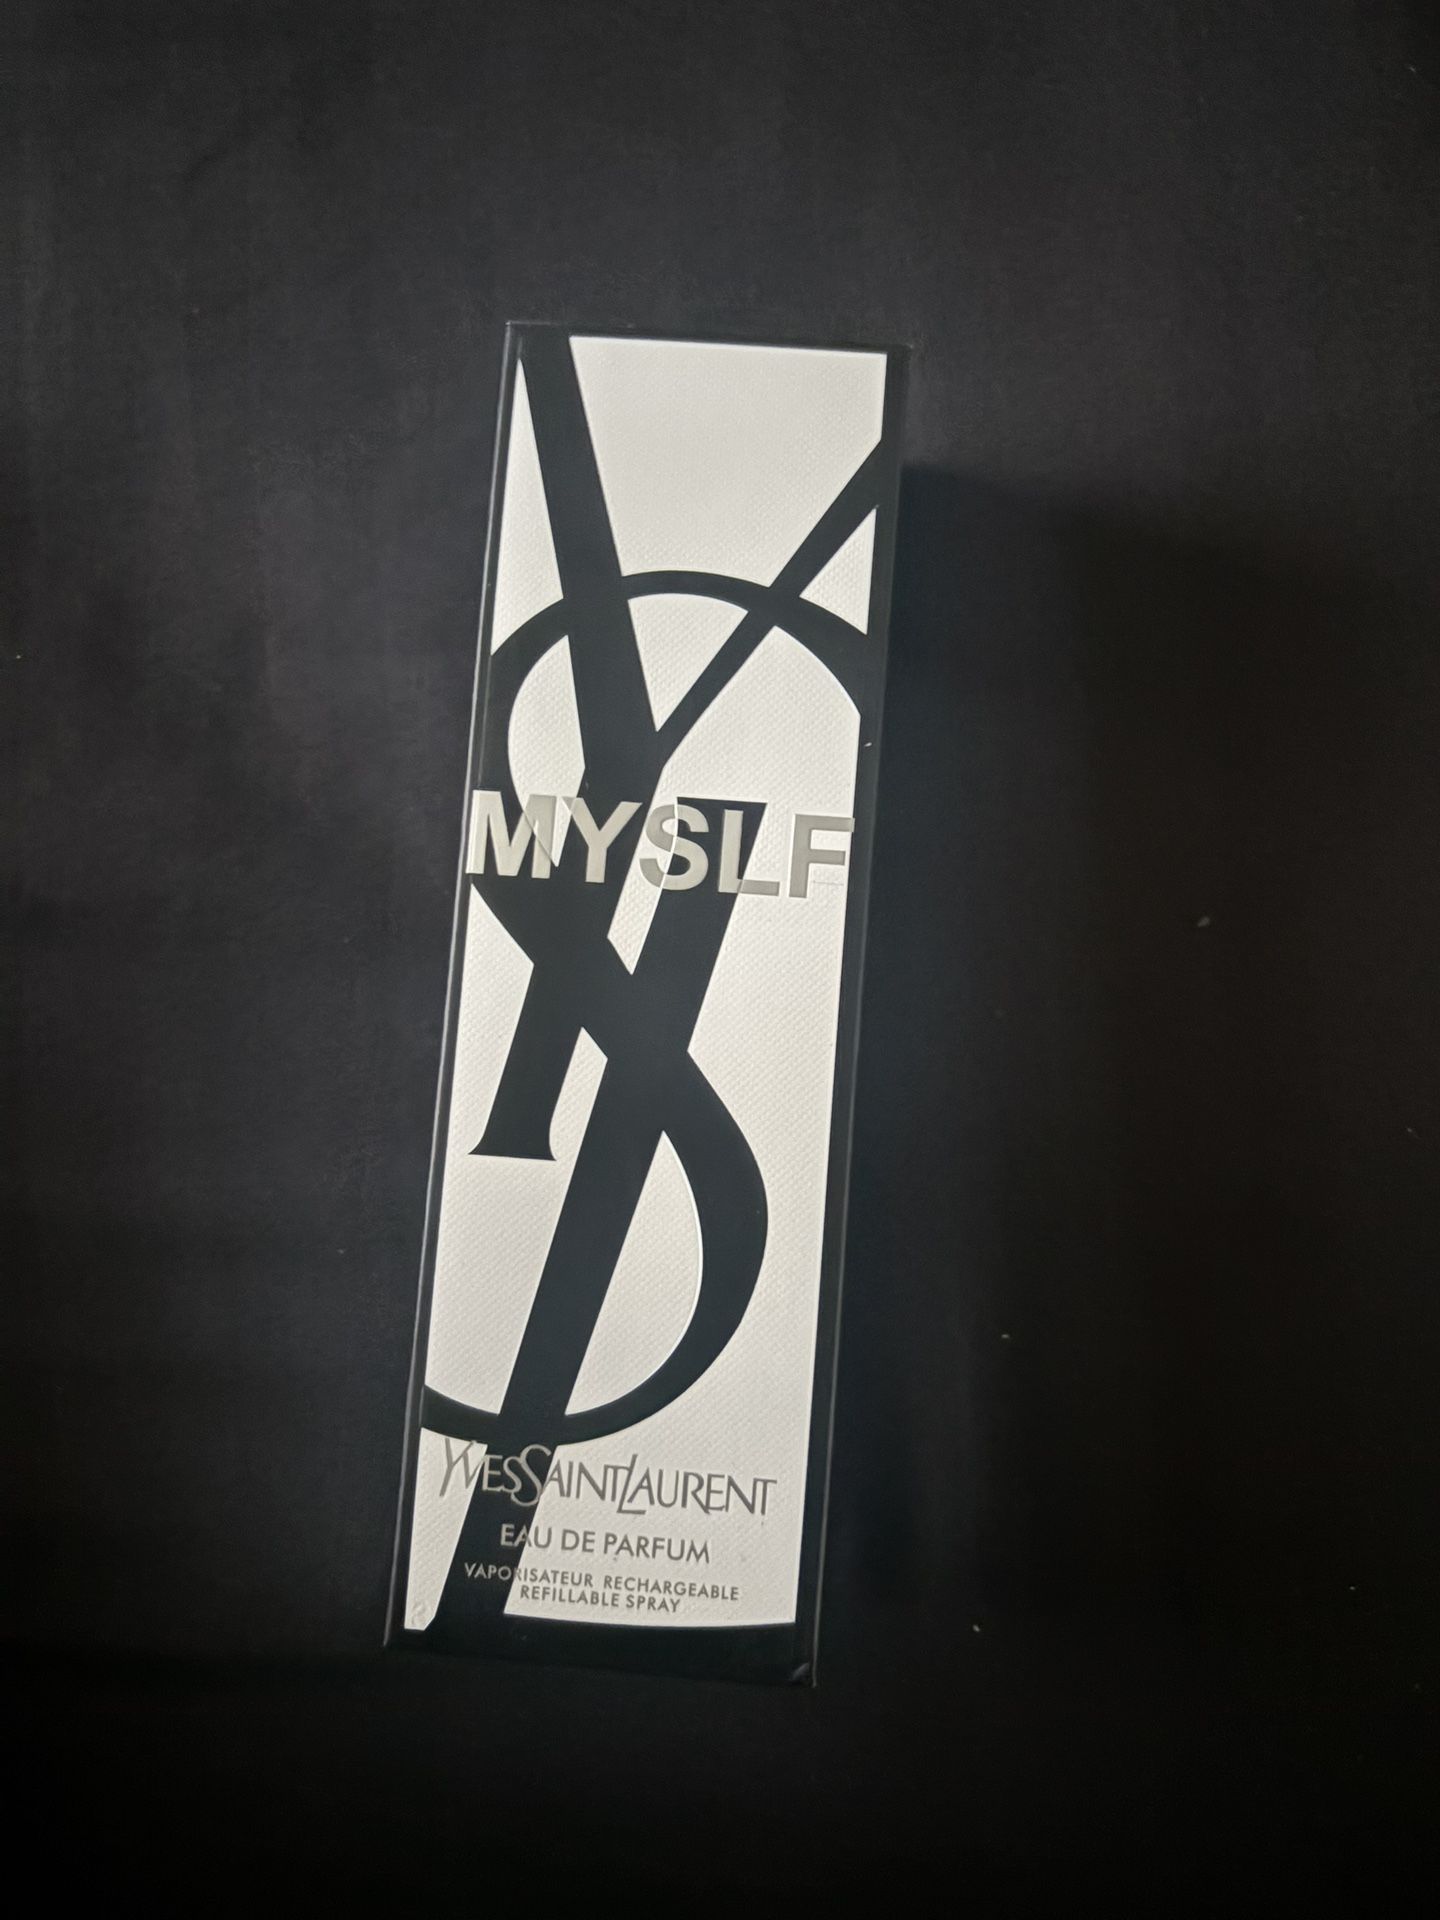 MYSLF
YVESSAINTLAURENT
EAU DE PARFUM
VAPORISATEUR RECHARGEABLE
REFILLABLE SPRAY